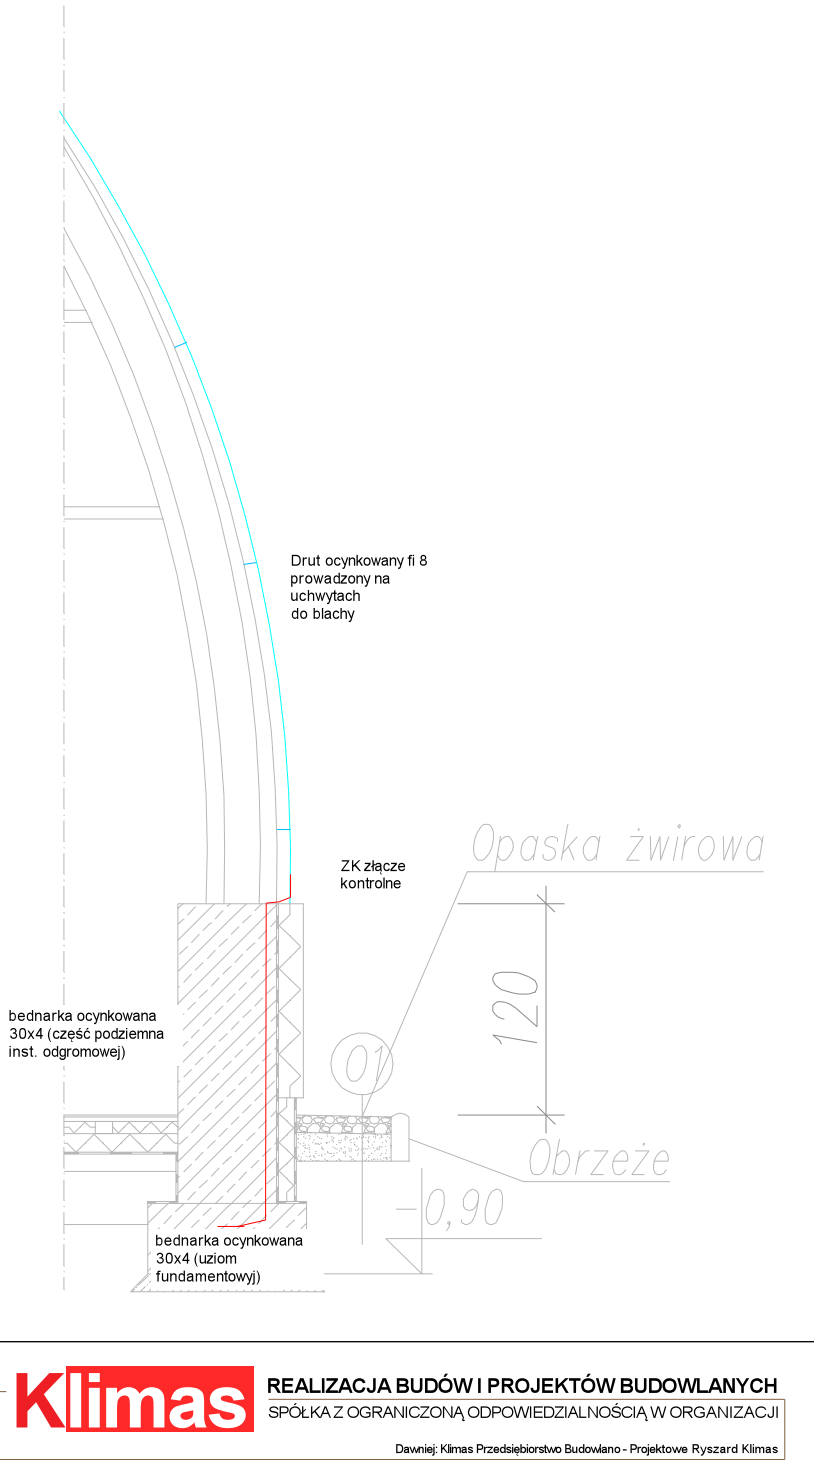 Drut ocynkowany fi 8
prowadzony na
uchwytach
do blachy
Opaska żwirowa
ZK złącze
kontrolne
120
bednarka ocynkowana
30x4 (część podziemna
inst. odgromowej)
01
Obrzeże
-0,90
bednarka ocynkowana
30x4 (uziom
fundamentowyj)
Klimas
REALIZACJA BUDÓW I PROJEKTÓW BUDOWLANYCH
SPÓŁKA Z OGRANICZONĄ ODPOWIEDZIALNOŚCIĄ W ORGANIZACJI
Dawniej: Klimas Przedsiębiorstwo Budowlano - Projektowe Ryszard Klimas